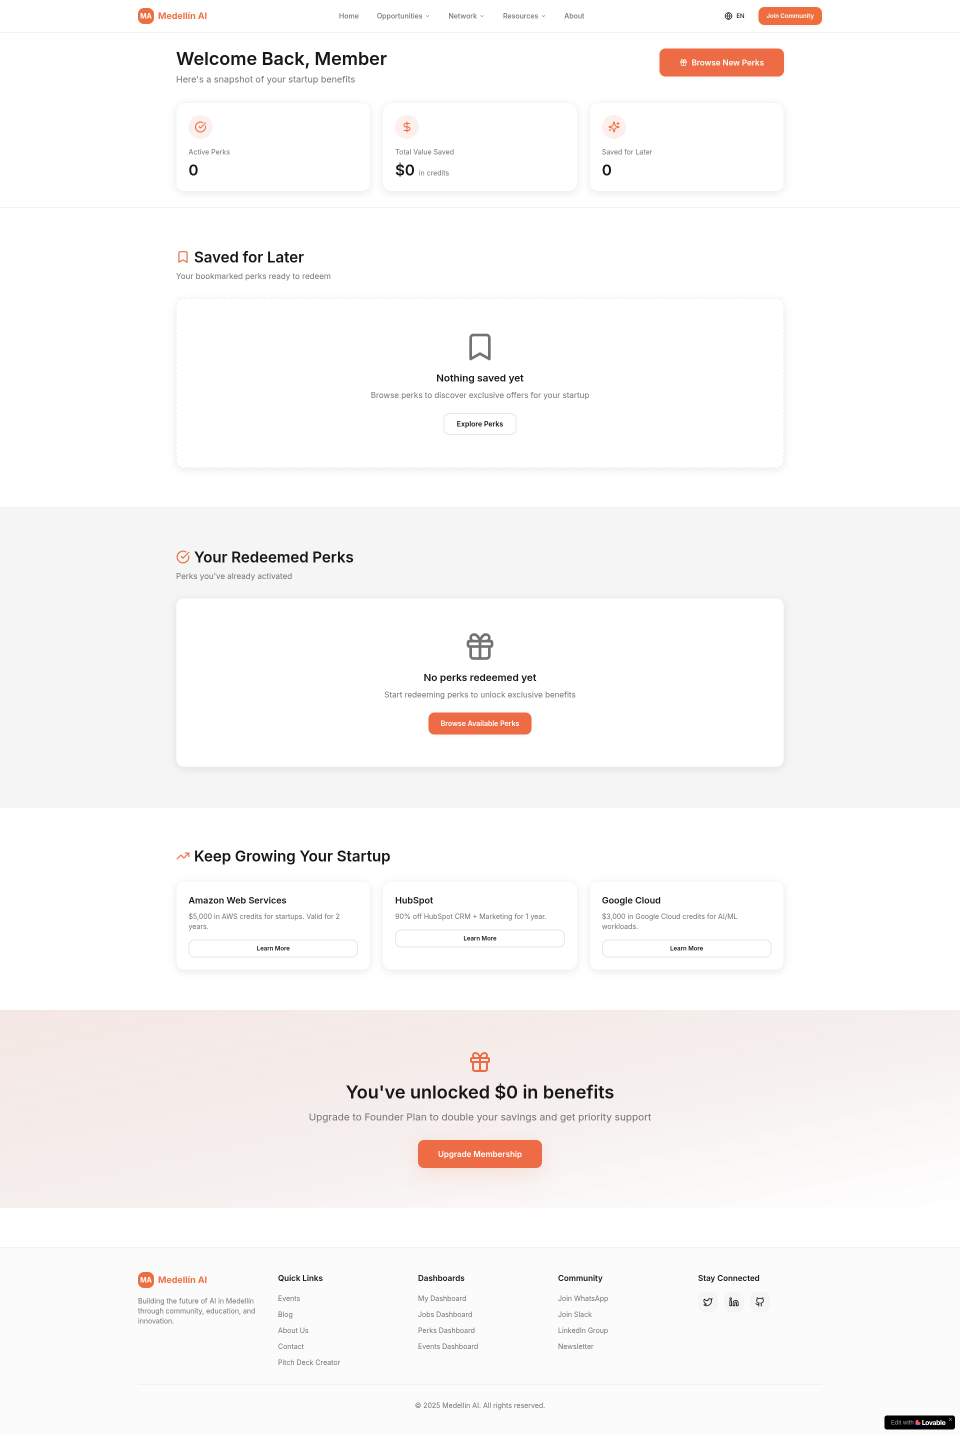 MA Medellín AI
Home Opportunities Network Resources About
EN
Join Community
Welcome Back, Member
Here's a snapshot of your startup benefits
Browse New Perks
Active Perks
0
Total Value Saved
$0 in credits
Saved for Later
0
Saved for Later
Your bookmarked perks ready to redeem
Nothing saved yet
Browse perks to discover exclusive offers for your startup
Explore Perks
Your Redeemed Perks
Perks you've already activated
No perks redeemed yet
Start redeeming perks to unlock exclusive benefits
Browse Available Perks
Keep Growing Your Startup
Amazon Web Services
$5,000 in AWS credits for startups. Valid for 2
years.
Learn More
HubSpot
90% off HubSpot CRM + Marketing for 1 year.
Learn More
Google Cloud
$3,000 in Google Cloud credits for AI/ML
workloads.
Learn More
You've unlocked $0 in benefits
Upgrade to Founder Plan to double your savings and get priority support
Upgrade Membership
MA Medellín AI
Building the future of AI in Medellín
through community, education, and
innovation.
Quick Links
Events
Blog
About Us
Contact
Pitch Deck Creator
Dashboards
My Dashboard
Jobs Dashboard
Perks Dashboard
Events Dashboard
Community
Join WhatsApp
Join Slack
LinkedIn Group
Newsletter
Stay Connected
© 2025 Medellín AI. All rights reserved.
Edit with Lovable